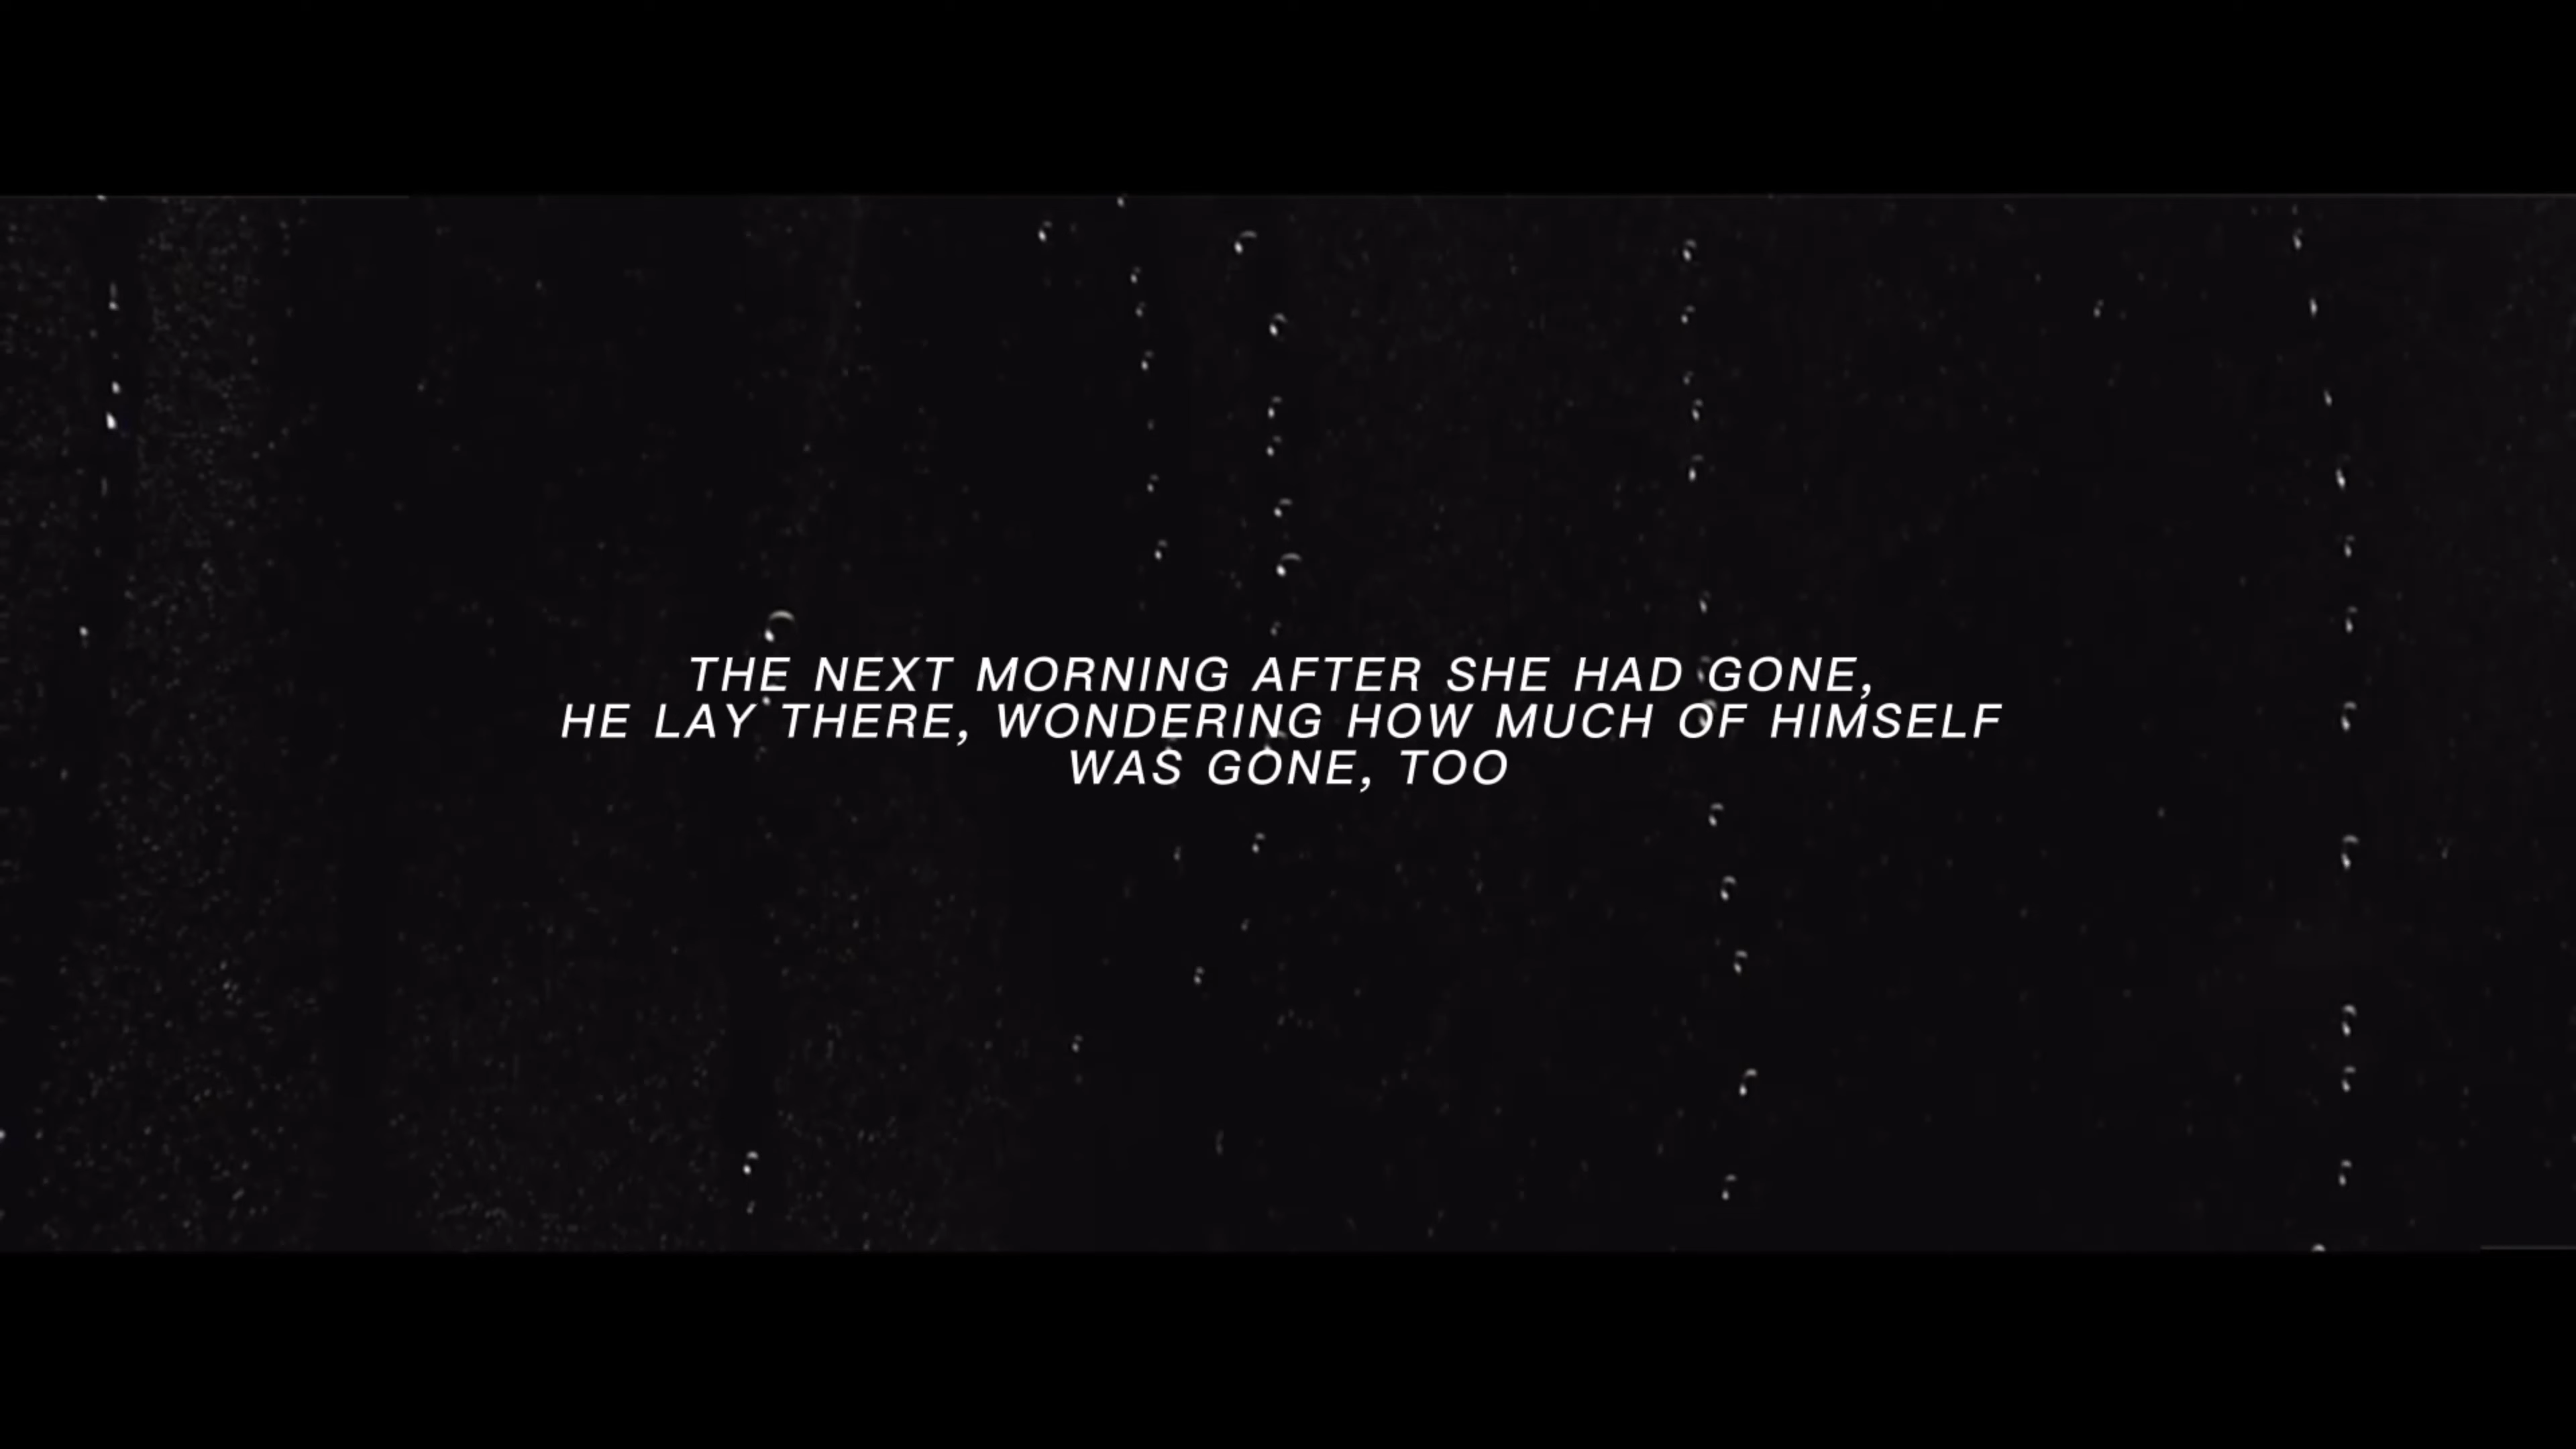 THE NEXT MORNING AFTER SHE HAD GONE,
HE LAY THERE, WONDERING HOW MUCH OF HIMSELF
WAS GONE, TOO